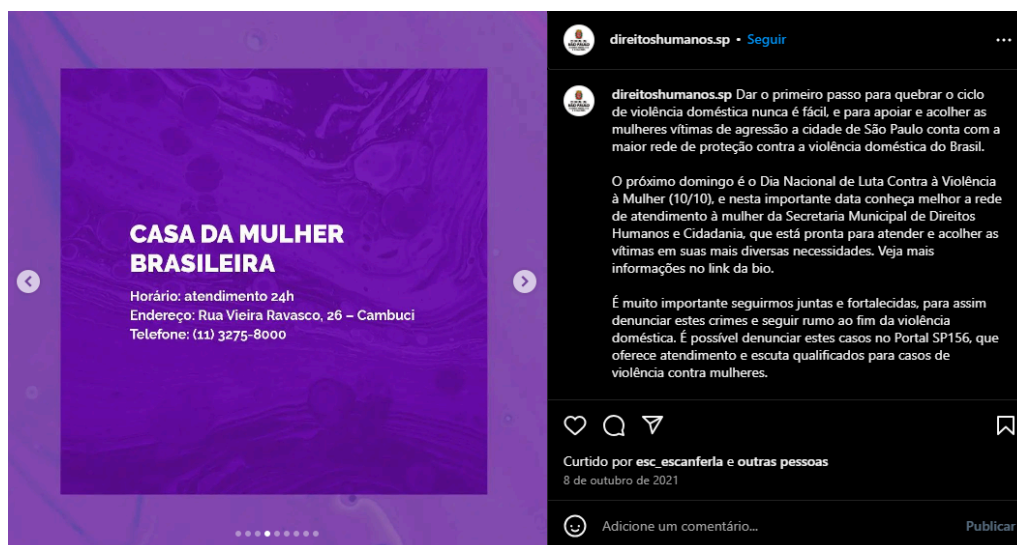 CASA DA MULHER
BRASILEIRA
Horário: atendimento 24h
Endereço: Rua Vieira Ravasco, 26 – Cambuci
Telefone: (11) 3275-8000
direitoshumanos.sp • Seguir
direitoshumanos.sp Dar o primeiro passo para quebrar o ciclo
de violência doméstica nunca é fácil, e para apoiar e acolher as
mulheres vítimas de agressão a cidade de São Paulo conta com a
maior rede de proteção contra a violência doméstica do Brasil.
O próximo domingo é o Dia Nacional de Luta Contra à Violência
à Mulher (10/10), e nesta importante data conheça melhor a rede
de atendimento à mulher da Secretaria Municipal de Direitos
Humanos e Cidadania, que está pronta para atender e acolher as
vítimas em suas mais diversas necessidades. Veja mais
informações no link da bio.
É muito importante seguirmos juntas e fortalecidas, para assim
denunciar estes crimes e seguir rumo ao fim da violência
doméstica. É possível denunciar estes casos no Portal SP156, que
oferece atendimento e escuta qualificados para casos de
violência contra mulheres.
Curtido por esc_escanferla e outras pessoas
8 de outubro de 2021
Adicione um comentário...
Publicar